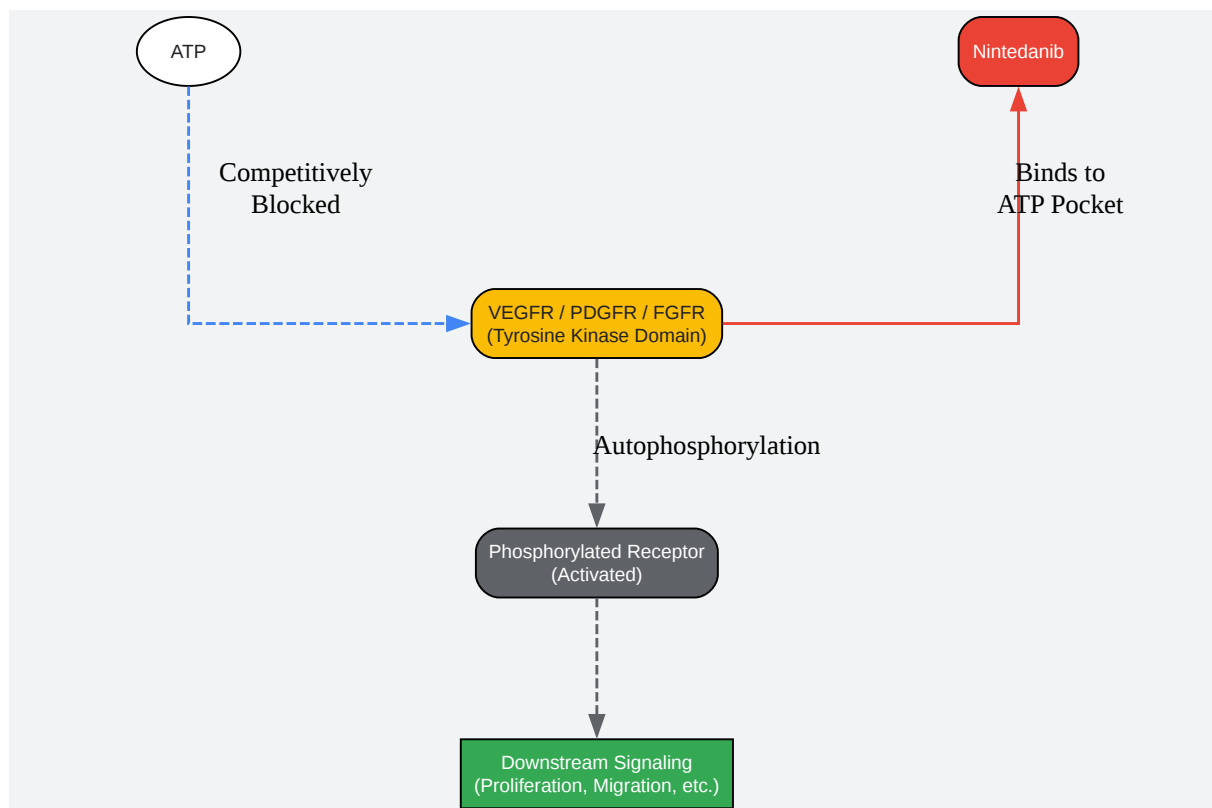 ATP
Nintedanib
Competitively
Blocked
Binds to
ATP Pocket
VEGFR / PDGFR / FGFR
(Tyrosine Kinase Domain)
Autophosphorylation
Phosphorylated Receptor
(Activated)
Downstream Signaling
(Proliferation, Migration, etc.)